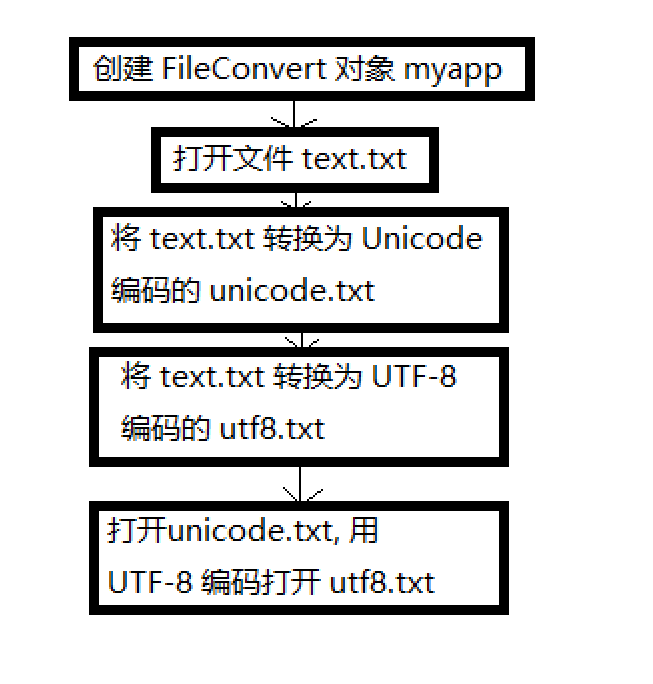 创建 FileConvert 对象 myapp
打开文件 text.txt
将 text.txt 转换为 Unicode
编码的 unicode.txt
将 text.txt 转换为 UTF-8
编码的 utf8.txt
打开unicode.txt, 用
UTF-8 编码打开 utf8.txt